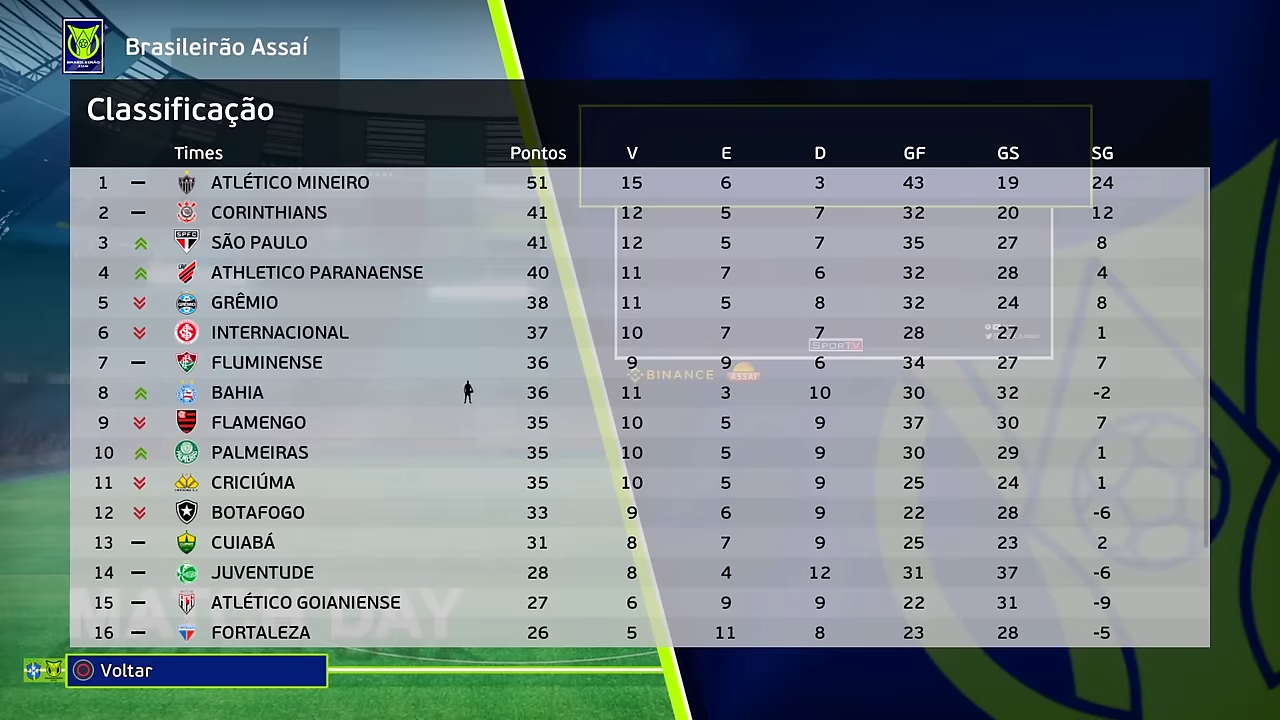 Brasileirão Assaí
Classificação
Times Pontos V E D GF GS SG
1 — ATLÉTICO MINEIRO 51 15 6 3 43 19 24
2 — CORINTHIANS 41 12 5 7 32 20 12
3 SÃO PAULO 41 12 5 7 35 27 8
4 ATHLETICO PARANAENSE 40 11 7 6 32 28 4
5 GRÊMIO 38 11 5 8 32 24 8
6 INTERNACIONAL 37 10 7 7 28 27 1
SPORTV
7 — FLUMINENSE 36 9 9 6 34 27 7
BINANCE ASSAÍ
8 BAHIA 36 11 3 10 30 32 -2
9 FLAMENGO 35 10 5 9 37 30 7
10 PALMEIRAS 35 10 5 9 30 29 1
11 CRICIÚMA 35 10 5 9 25 24 1
12 BOTAFOGO 33 9 6 9 22 28 -6
13 — CUIABÁ 31 8 7 9 25 23 2
14 — JUVENTUDE 28 8 4 12 31 37 -6
15 — ATLÉTICO GOIANIENSE 27 6 9 9 22 31 -9
16 — FORTALEZA 26 5 11 8 23 28 -5
MATCH DAY
Voltar